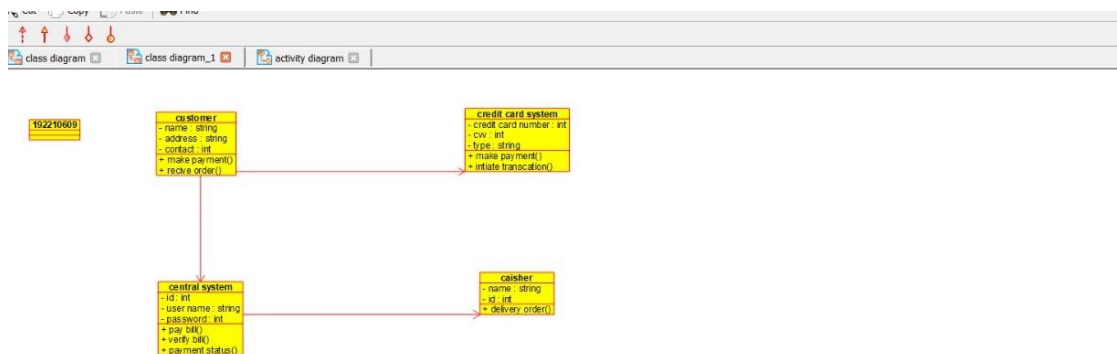 Cut Copy Paste Find
class diagram class diagram_1 activity diagram
192210609
customer
- name : string
- address : string
- contact : int
+ make payment()
+ recive order()
credit card system
- credit card number : int
- cvv : int
- type : string
+ make payment()
+ intiate transcation()
central system
- id : int
- user name : string
- password : int
+ pay bill()
+ verify bill()
+ payment status()
caisher
- name : string
- id : int
+ delivery order()